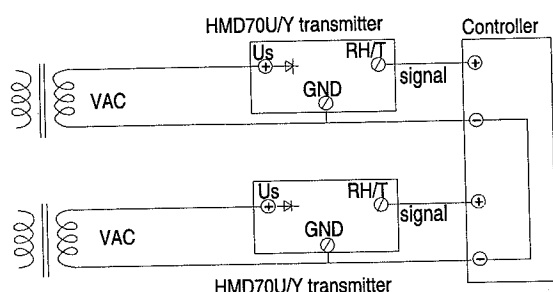 HMD70U/Y transmitter
Controller
Us
RH/T
signal
VAC
GND
Us
RH/T
signal
VAC
GND
HMD70U/Y transmitter